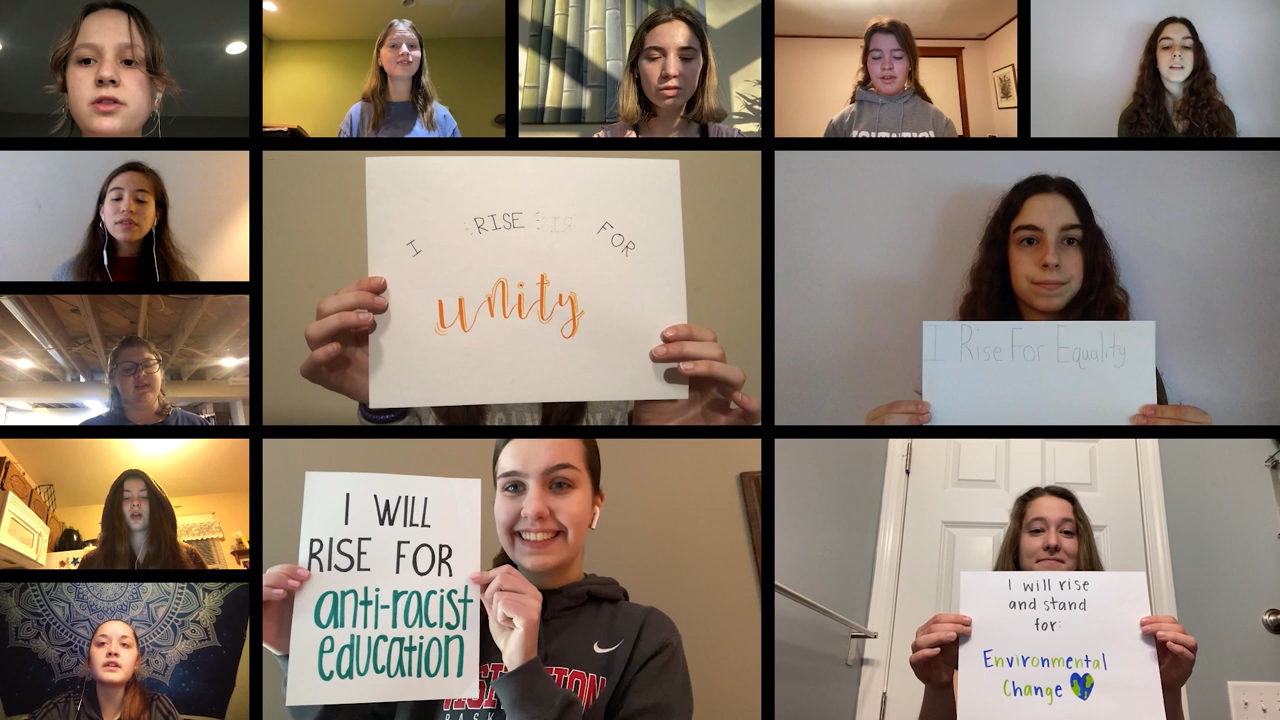 I RISE FOR
unity
I Rise For Equality
I WILL
RISE FOR
anti-racist
education
I will rise
and stand
for:
Environmental
Change